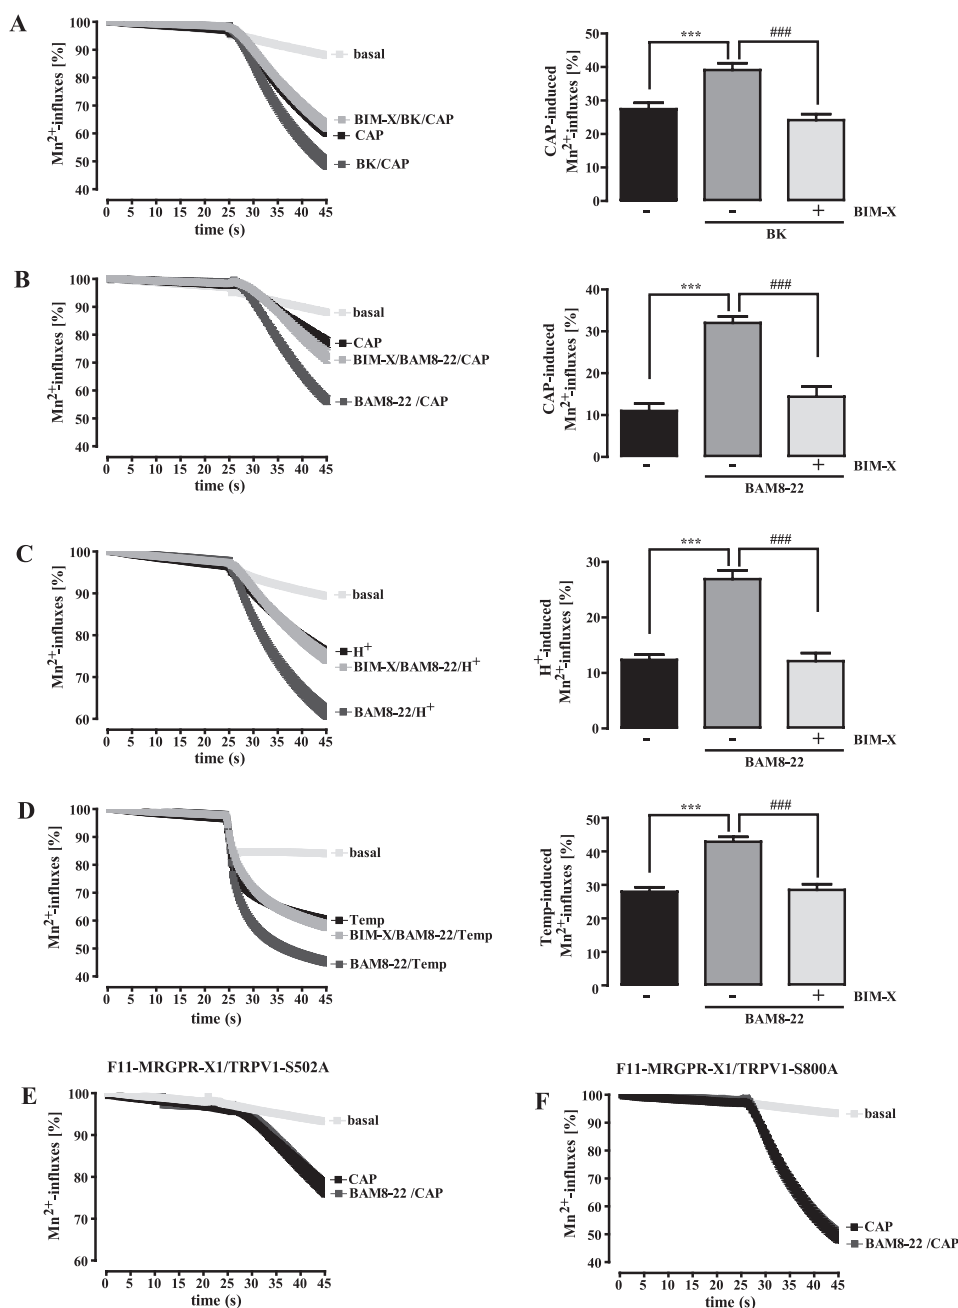 A
Mn2+-influxes [%]
100
90
80
70
60
50
40
0 5 10 15 20 25 30 35 40 45
time (s)
basal
BIM-X/BK/CAP
CAP
BK/CAP
CAP-induced
Mn2+-influxes [%]
50
40
30
20
10
0
*** ###
- - + BIM-X
BK
B
Mn2+-influxes [%]
100
90
80
70
60
50
40
0 5 10 15 20 25 30 35 40 45
time (s)
basal
CAP
BIM-X/BAM8-22/CAP
BAM8-22 /CAP
CAP-induced
Mn2+-influxes [%]
40
30
20
10
0
*** ###
- - + BIM-X
BAM8-22
C
Mn2+-influxes [%]
100
90
80
70
60
0 5 10 15 20 25 30 35 40 45
time (s)
basal
H+
BIM-X/BAM8-22/H+
BAM8-22/H+
H+-induced
Mn2+-influxes [%]
30
20
10
0
*** ###
- - + BIM-X
BAM8-22
D
Mn2+-influxes [%]
100
90
80
70
60
50
40
0 5 10 15 20 25 30 35 40 45
time (s)
basal
Temp
BIM-X/BAM8-22/Temp
BAM8-22/Temp
Temp-induced
Mn2+-influxes [%]
50
40
30
20
10
0
*** ###
- - + BIM-X
BAM8-22
F11-MRGPR-X1/TRPV1-S502A
E
Mn2+-influxes [%]
100
90
80
70
60
0 5 10 15 20 25 30 35 40 45
time (s)
basal
CAP
BAM8-22 /CAP
F11-MRGPR-X1/TRPV1-S800A
F
Mn2+-influxes [%]
100
90
80
70
60
50
40
0 5 10 15 20 25 30 35 40 45
time (s)
basal
CAP
BAM8-22 /CAP